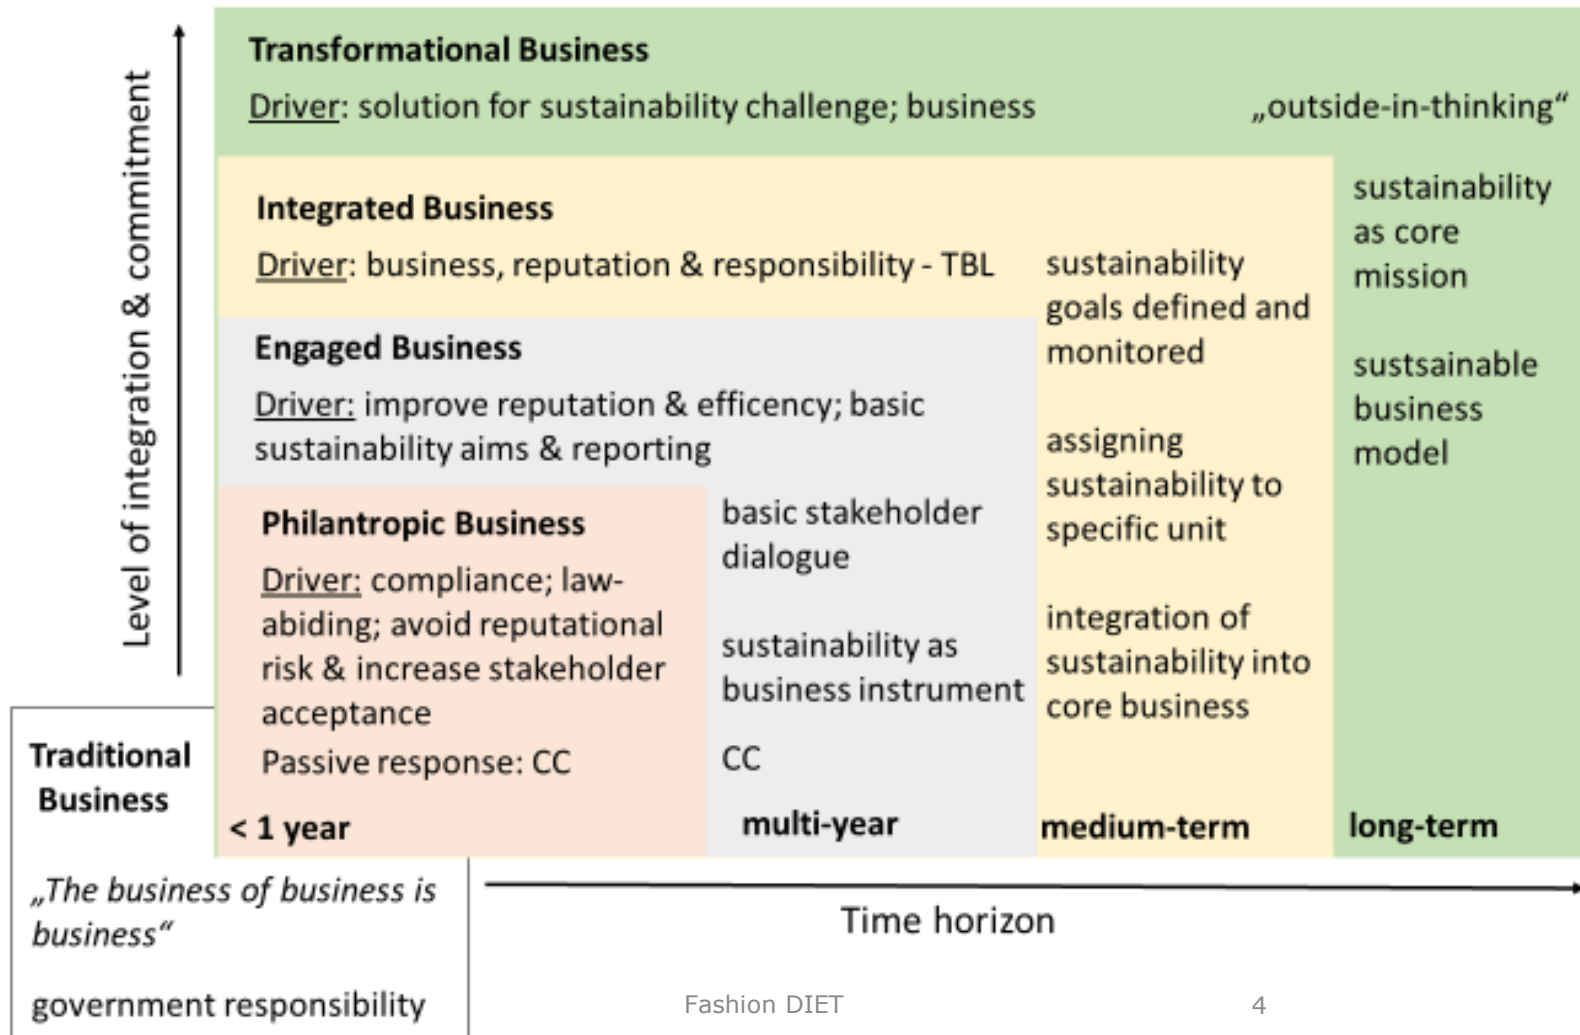 Level of integration & commitment
Transformational Business
Driver: solution for sustainability challenge; business
„outside-in-thinking“
sustainability
as core
mission
sustsainable
business
model
long-term
Integrated Business
Driver: business, reputation & responsibility - TBL
sustainability
goals defined and
monitored
assigning
sustainability to
specific unit
integration of
sustainability into
core business
medium-term
Engaged Business
Driver: improve reputation & efficency; basic
sustainability aims & reporting
basic stakeholder
dialogue
sustainability as
business instrument
CC
multi-year
Philantropic Business
Driver: compliance; law-
abiding; avoid reputational
risk & increase stakeholder
acceptance
Passive response: CC
< 1 year
Traditional
Business
„The business of business is
business“
government responsibility
Time horizon
Fashion DIET
4